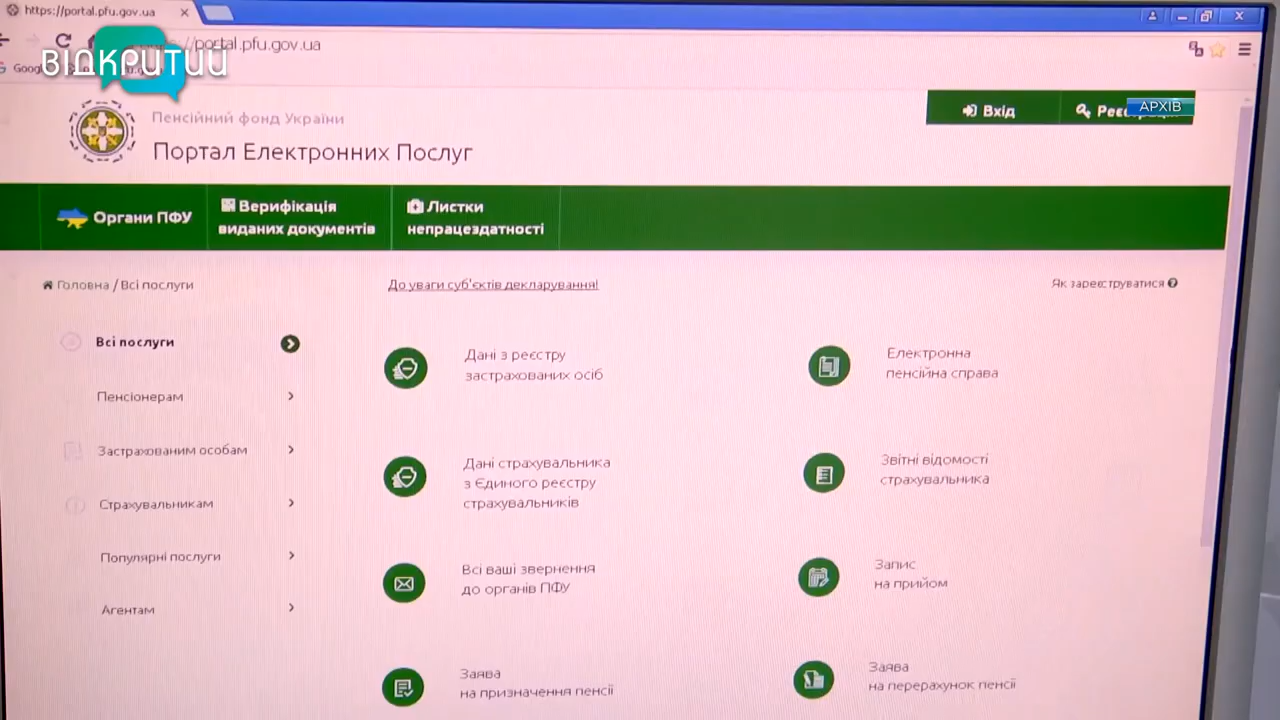 https://portal.pfu.gov.ua
portal.pfu.gov.ua
ВІДКРИТИЙ
Пенсійний фонд України
Портал Електронних Послуг
Вхід
АРХІВ
Органи ПФУ
Верифікація
виданих документів
Листки
непрацездатності
Головна / Всі послуги
До уваги суб'єктів декларування!
Як зареєструватися
Всі послуги
Пенсіонерам
Застрахованим особам
Страхувальникам
Популярні послуги
Агентам
Дані з реєстру
застрахованих осіб
Електронна
пенсійна справа
Дані страхувальника
з Єдиного реєстру
страхувальників
Звітні відомості
страхувальника
Всі ваші звернення
до органів ПФУ
Запис
на прийом
Заява
на призначення пенсії
Заява
на перерахунок пенсії